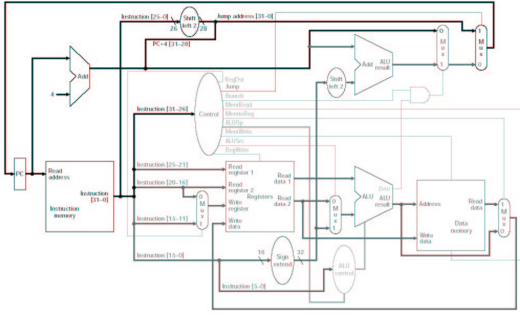 Instruction [25-0]
Shift
left 2
Jump address [31-0]
26
28
PC+4 [31-28]
0
M
u
x
1
1
M
u
x
0
Add
4
Add
ALU
result
Shift
left 2
RegDst
Jump
Branch
MemRead
MemtoReg
ALUOp
MemWrite
ALUSrc
RegWrite
Instruction [31-26]
Control
PC
Read
address
Instruction
[31-0]
Instruction
memory
Instruction [25-21]
Instruction [20-16]
Instruction [15-11]
0
M
u
x
1
Read
register 1
Read
register 2
Registers
Write
register
Write
data
Read
data 1
Read
data 2
0
M
u
x
1
ALU
Zero
ALU
result
Address
Read
data
Data
memory
Write
data
1
M
u
x
0
Instruction [15-0]
16
Sign
extend
32
ALU
control
Instruction [5-0]